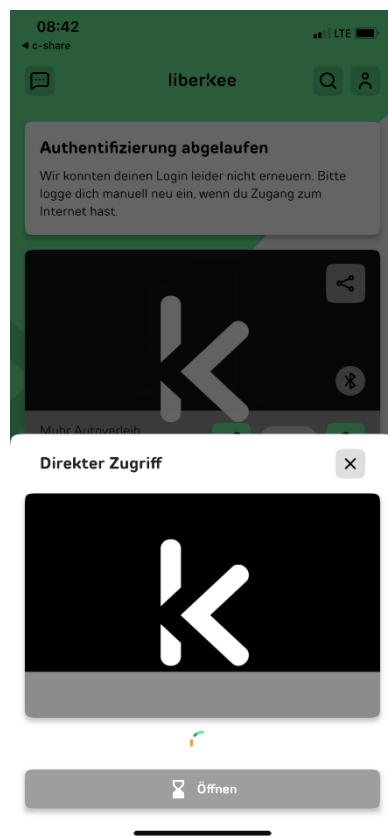 08:42
LTE
◀ c-share
liberkee
Authentifizierung abgelaufen
Wir konnten deinen Login leider nicht erneuern. Bitte
logge dich manuell neu ein, wenn du Zugang zum
Internet hast.
Muhr Autoverleih
Direkter Zugriff
Öffnen